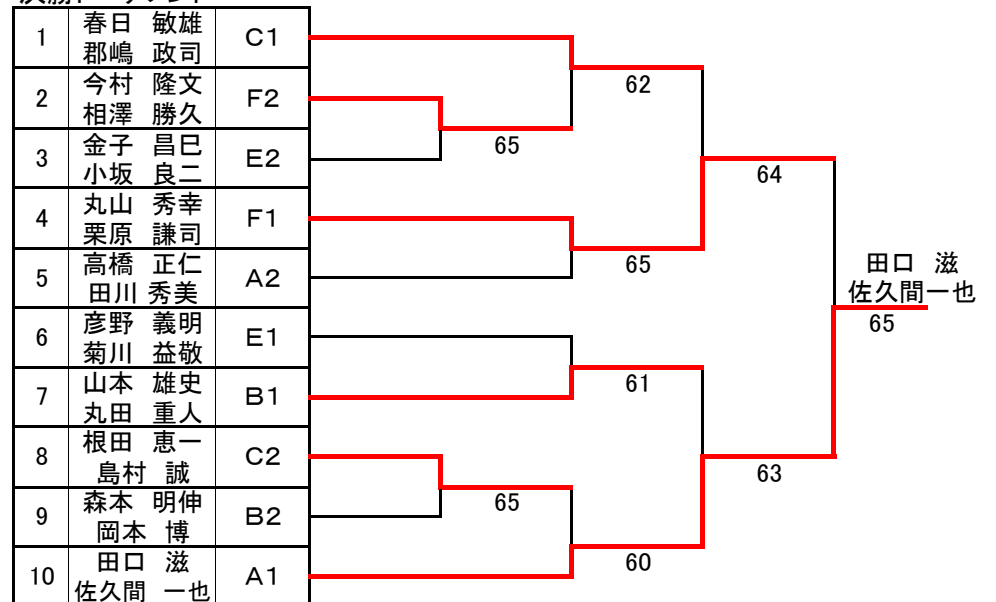 1 春日 敏雄 C1
郡嶋 政司
62
2 今村 隆文 F2
相澤 勝久
65
3 金子 昌巳 E2
小坂 良二
64
4 丸山 秀幸 F1
栗原 謙司
65
5 高橋 正仁 A2
田川 秀美
田口 滋
佐久間一也
65
6 彦野 義明 E1
菊川 益敬
61
7 山本 雄史 B1
丸田 重人
8 根田 恵一 C2
島村 誠
63
65
9 森本 明伸 B2
岡本 博
60
10 田口 滋 A1
佐久間 一也